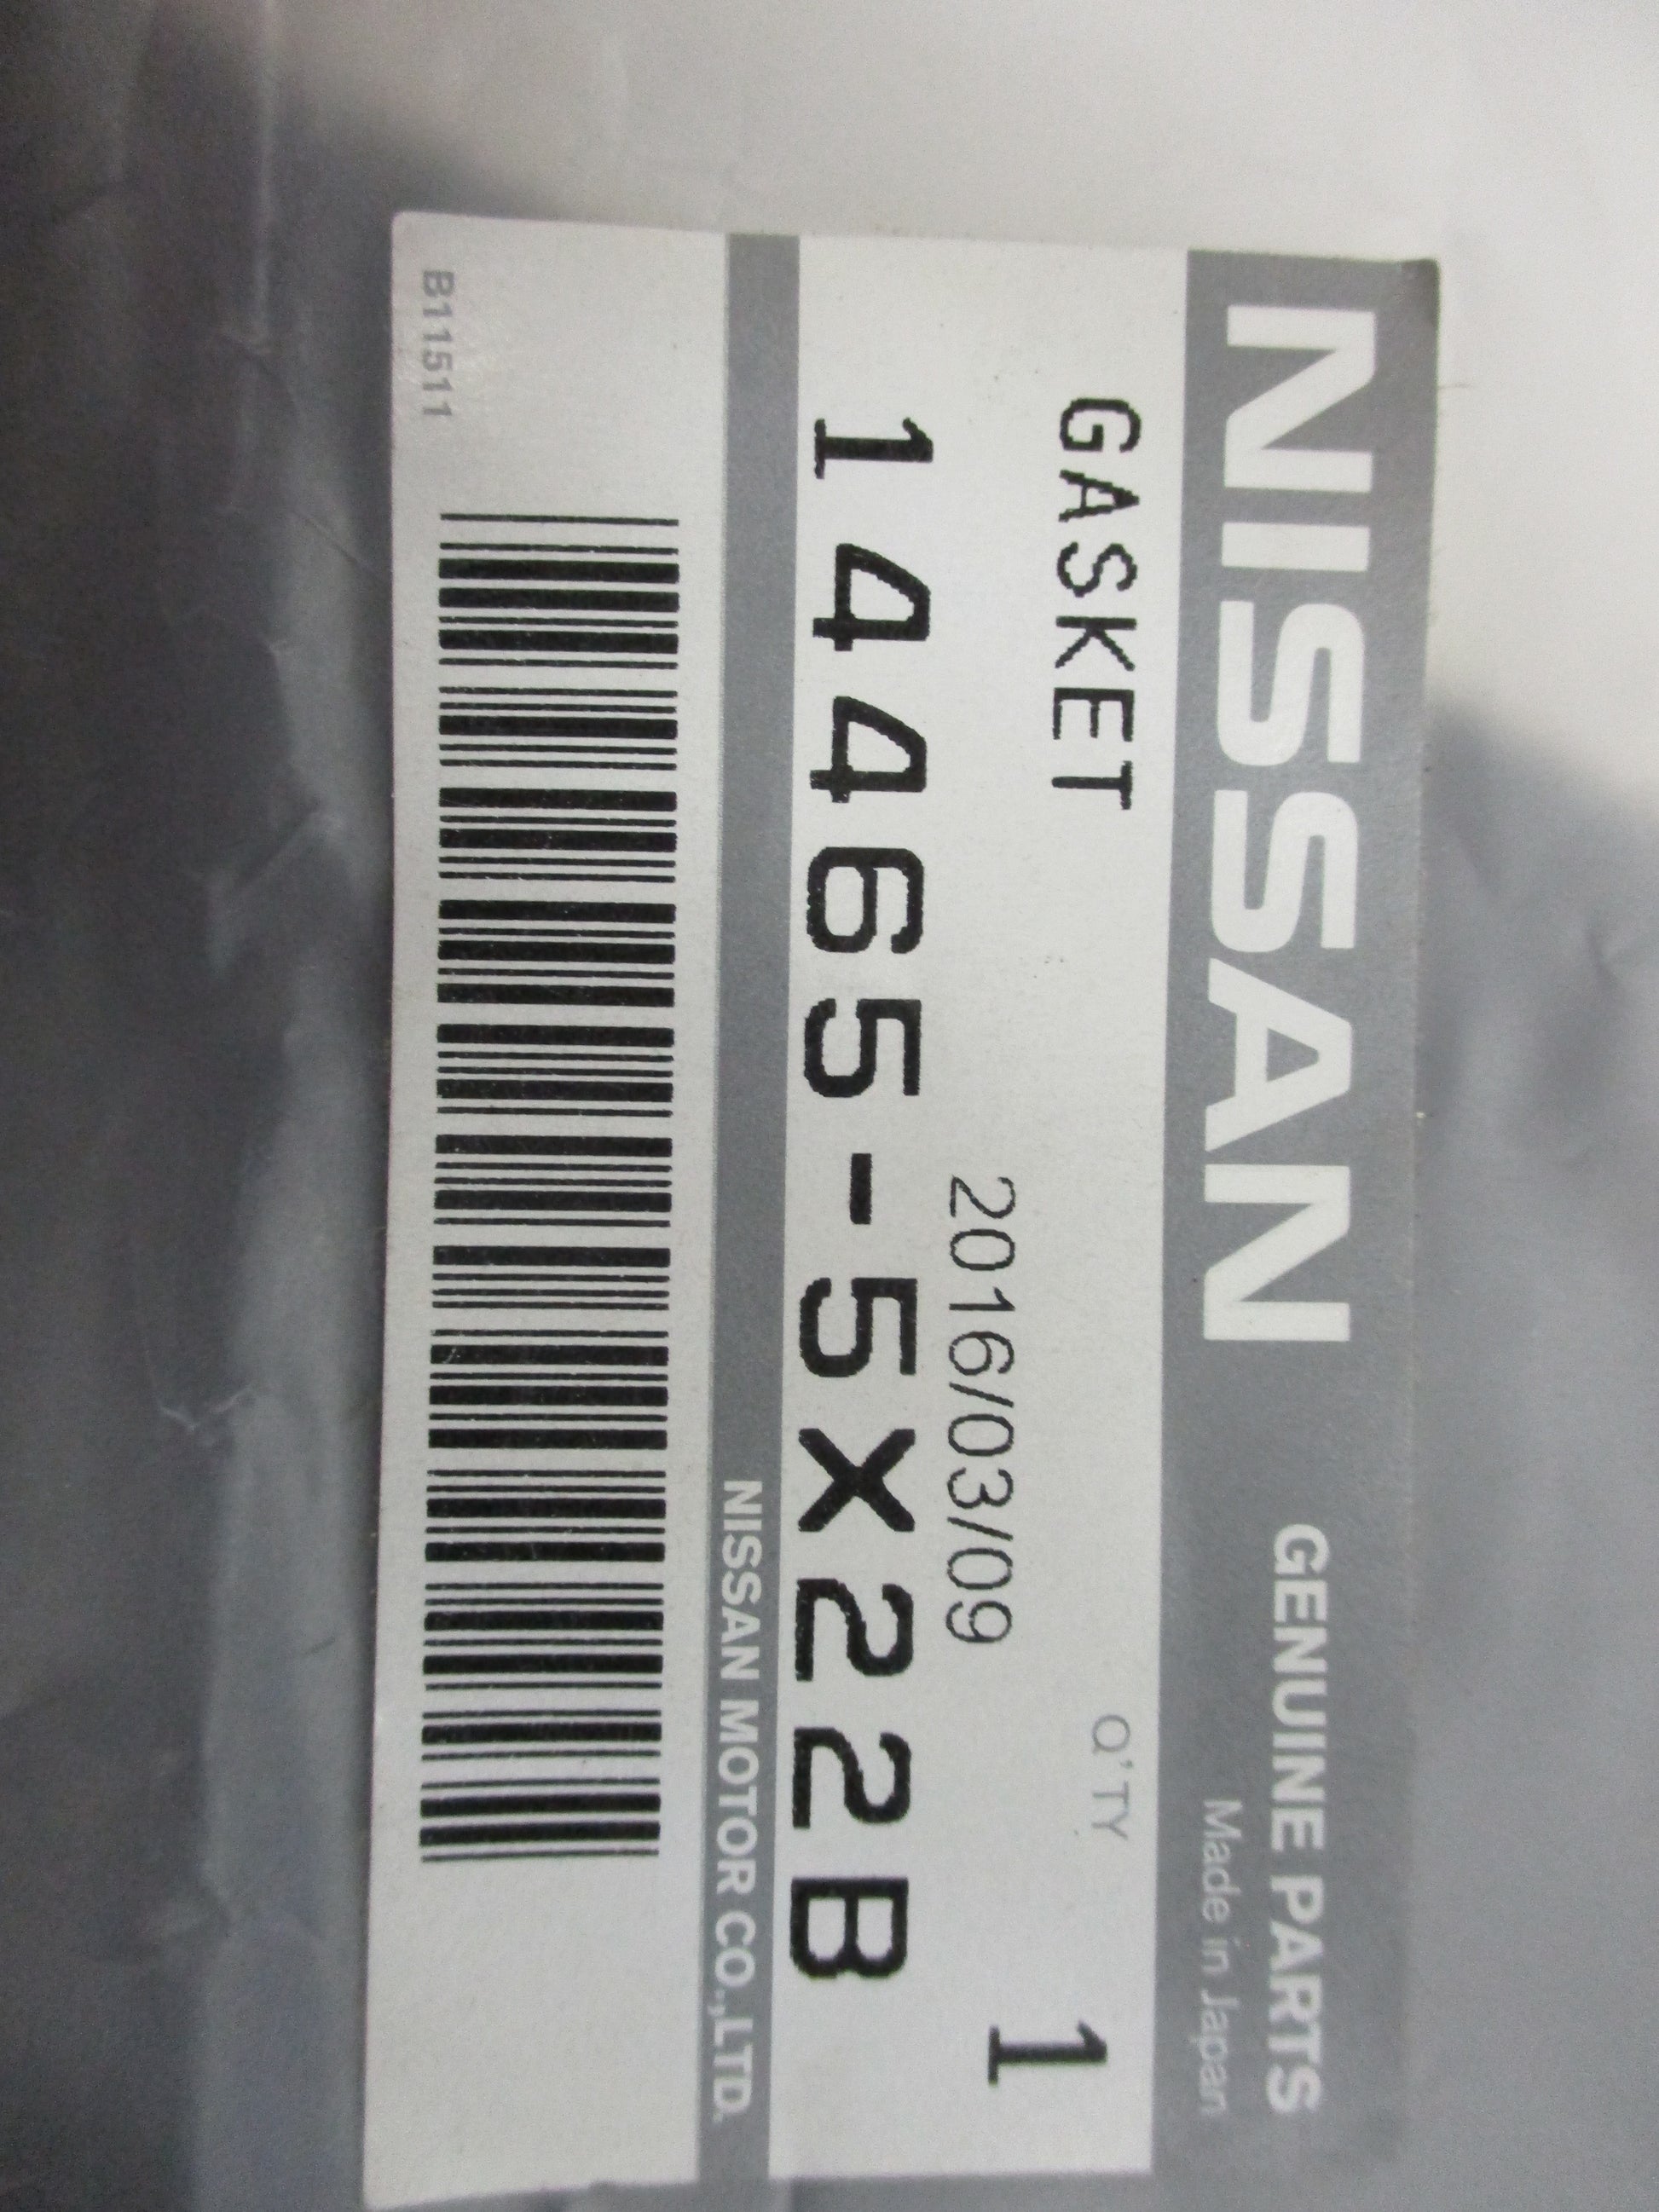 NISSAN GENUINE PARTS
Made in Japan
GASKET Q'TY 1
2016/03/09
14465-5X22B
NISSAN MOTOR CO.,LTD.
B11511